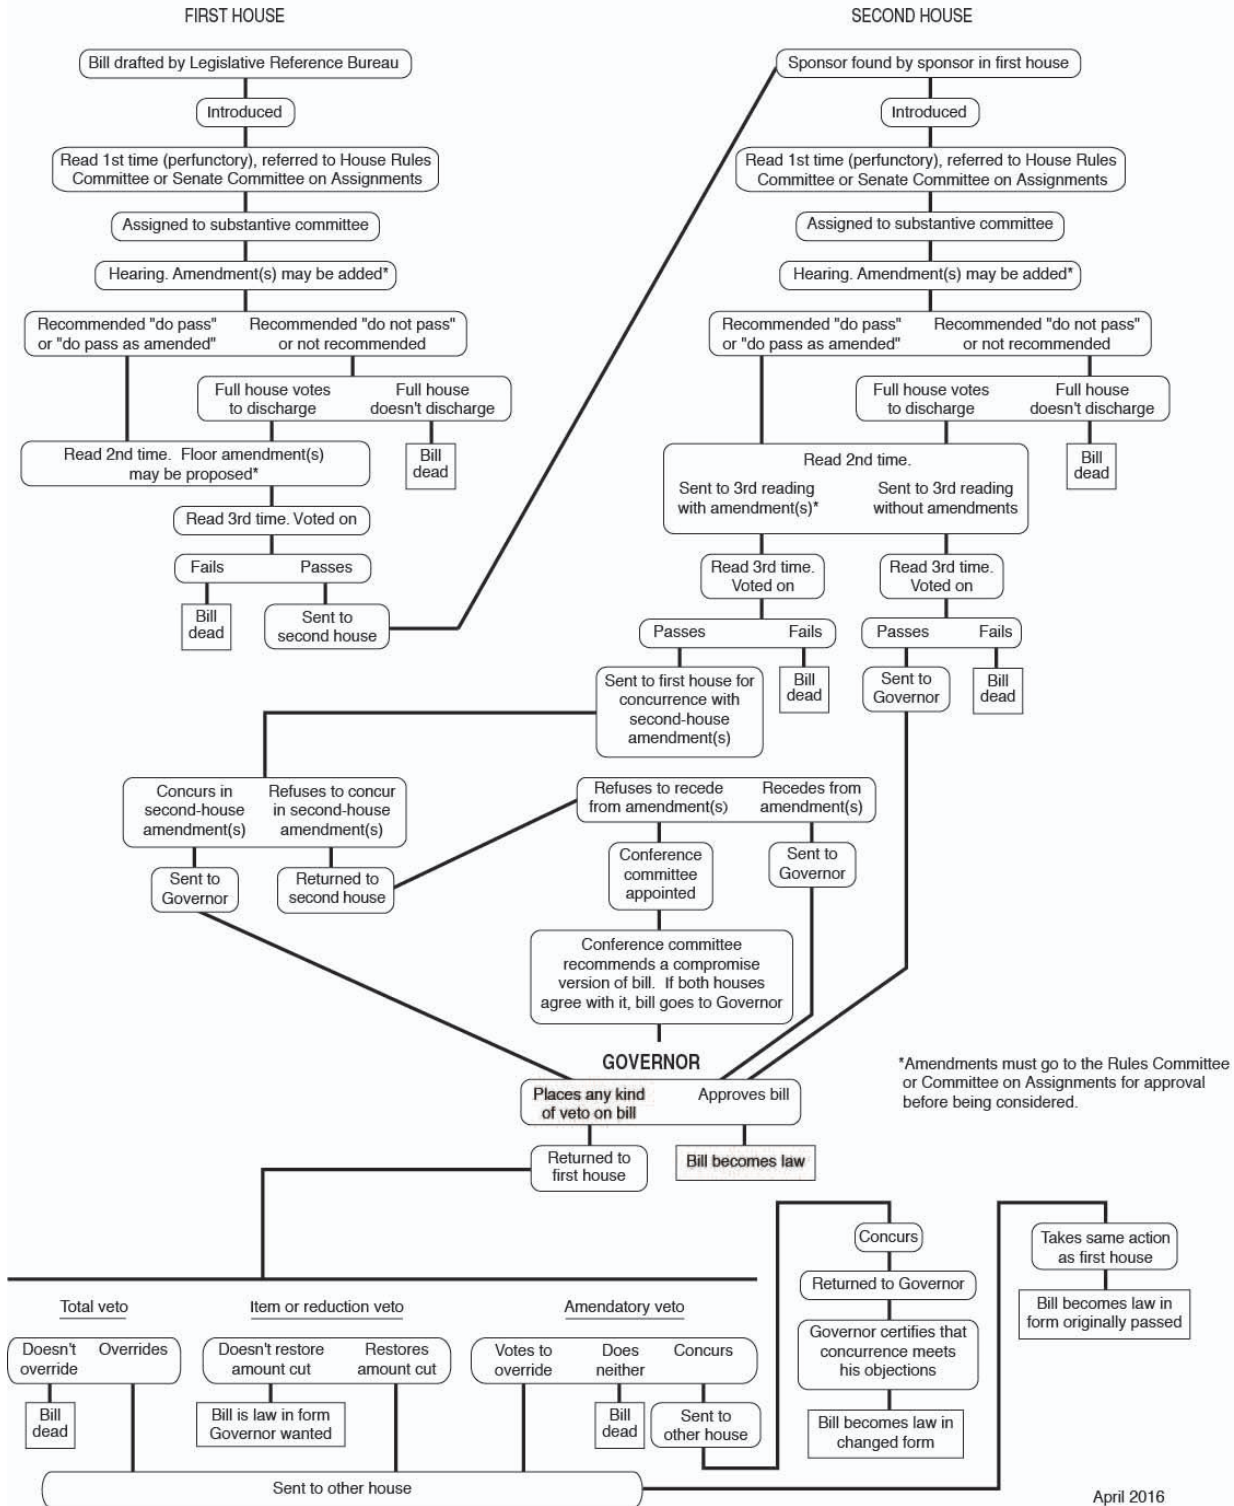 FIRST HOUSE
Bill drafted by Legislative Reference Bureau
Introduced
Read 1st time (perfunctory), referred to House Rules
Committee or Senate Committee on Assignments
Assigned to substantive committee
Hearing. Amendment(s) may be added*
Recommended "do pass"
or "do pass as amended"
Recommended "do not pass"
or not recommended
Full house votes
to discharge
Full house
doesn't discharge
Read 2nd time. Floor amendment(s)
may be proposed*
Bill
dead
Read 3rd time. Voted on
Fails
Passes
Bill
dead
Sent to
second house
SECOND HOUSE
Sponsor found by sponsor in first house
Introduced
Read 1st time (perfunctory), referred to House Rules
Committee or Senate Committee on Assignments
Assigned to substantive committee
Hearing. Amendment(s) may be added*
Recommended "do pass"
or "do pass as amended"
Recommended "do not pass"
or not recommended
Full house votes
to discharge
Full house
doesn't discharge
Bill
dead
Read 2nd time.
Sent to 3rd reading
with amendment(s)*
Sent to 3rd reading
without amendments
Read 3rd time.
Voted on
Read 3rd time.
Voted on
Passes
Fails
Passes
Fails
Sent to first house for
concurrence with
second-house
amendment(s)
Bill
dead
Sent to
Governor
Bill
dead
Concurs in
second-house
amendment(s)
Refuses to concur
in second-house
amendment(s)
Sent to
Governor
Returned to
second house
Refuses to recede
from amendment(s)
Recedes from
amendment(s)
Conference
committee
appointed
Sent to
Governor
Conference committee
recommends a compromise
version of bill. If both houses
agree with it, bill goes to Governor
GOVERNOR
Places any kind
of veto on bill
Approves bill
Returned to
first house
Bill becomes law
*Amendments must go to the Rules Committee
or Committee on Assignments for approval
before being considered.
Total veto
Doesn't
override
Overrides
Bill
dead
Item or reduction veto
Doesn't restore
amount cut
Restores
amount cut
Bill is law in form
Governor wanted
Amendatory veto
Votes to
override
Does
neither
Concurs
Bill
dead
Sent to
other house
Sent to other house
Concurs
Returned to Governor
Governor certifies that
concurrence meets
his objections
Bill becomes law in
changed form
Takes same action
as first house
Bill becomes law in
form originally passed
April 2016